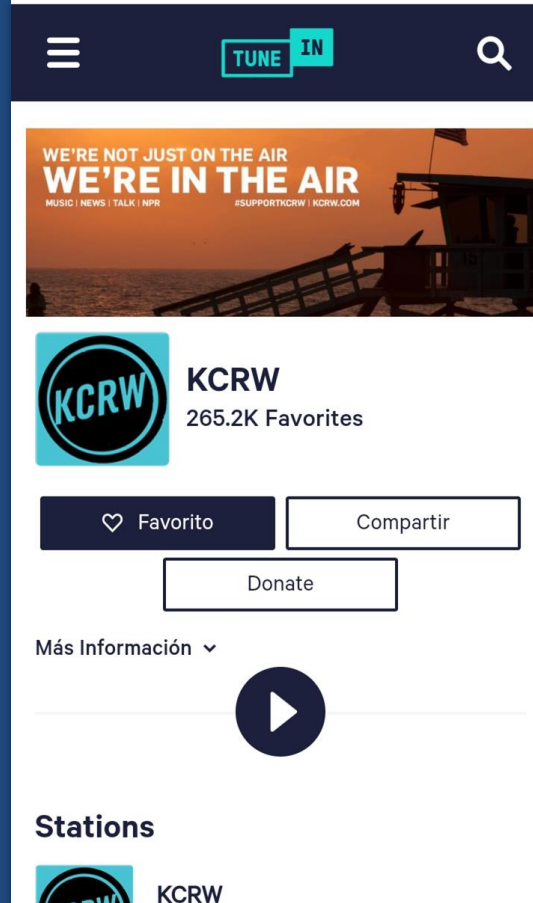 TUNE IN
WE'RE NOT JUST ON THE AIR
WE'RE IN THE AIR
MUSIC | NEWS | TALK | NPR #SUPPORTKCRW | KCRW.COM
KCRW
KCRW
265.2K Favorites
Favorito Compartir
Donate
Más Información
Stations
KCRW
KCRW